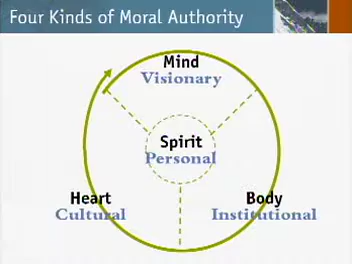 Four Kinds of Moral Authority
Mind
Visionary
Spirit
Personal
Heart
Cultural
Body
Institutional